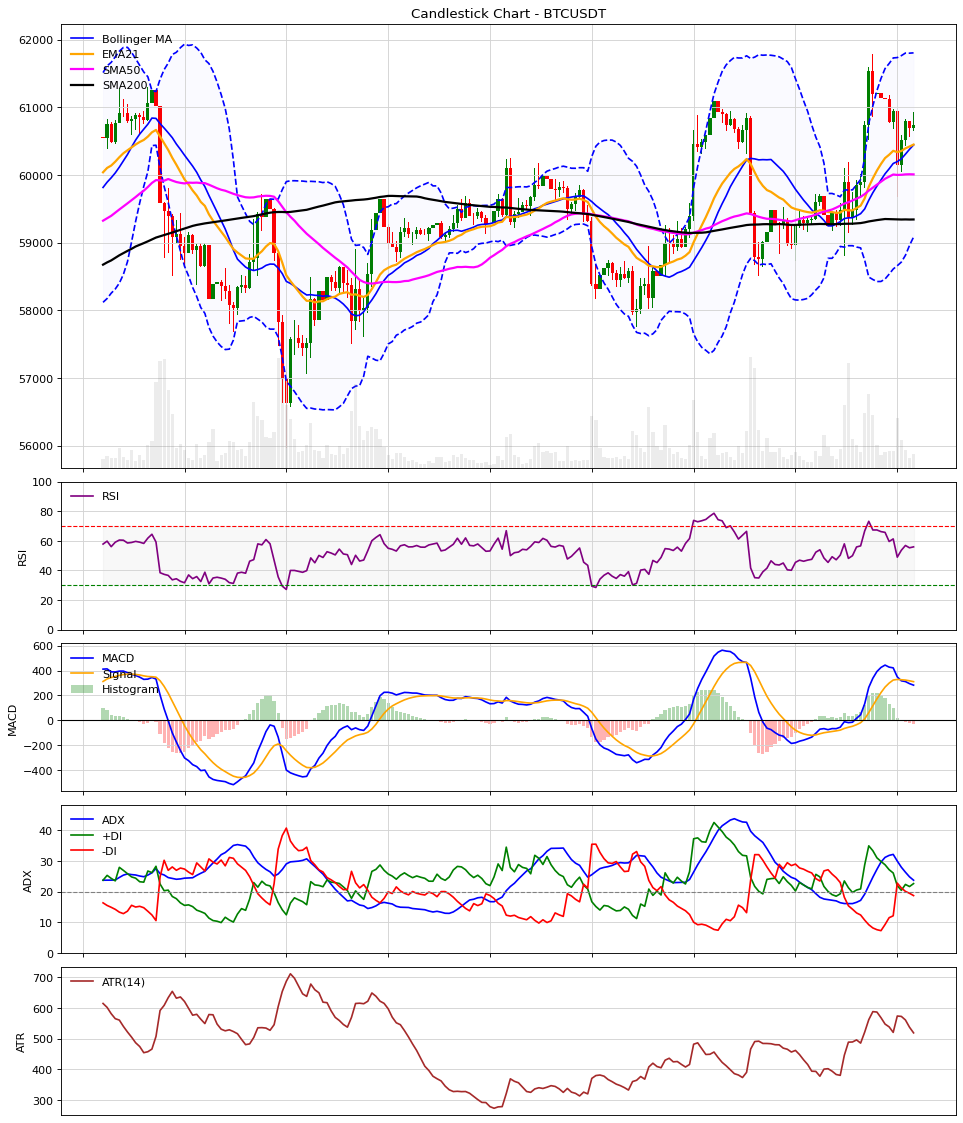 Candlestick Chart - BTCUSDT
62000
61000
60000
59000
58000
57000
56000
Bollinger MA
EMA21
SMA50
SMA200
100
80
60
40
20
0
RSI
RSI
600
400
200
0
−200
−400
MACD
MACD
Signal
Histogram
40
30
20
10
0
ADX
ADX
+DI
-DI
700
600
500
400
300
ATR
ATR(14)